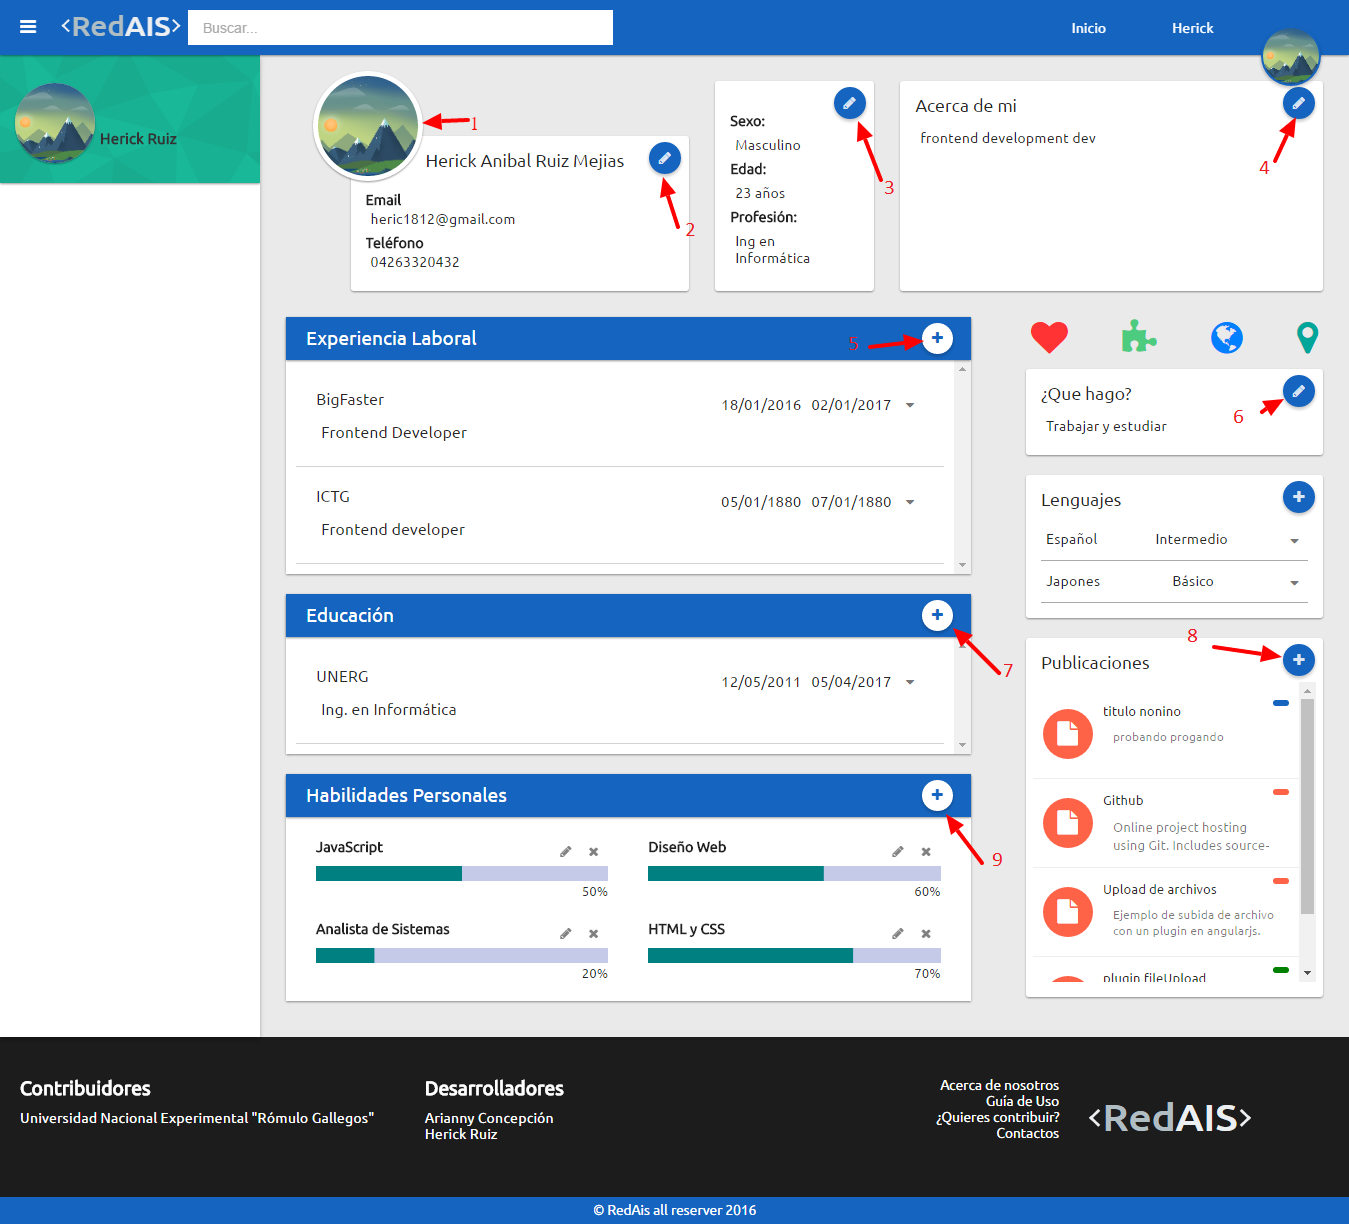 <RedAIS>
Buscar...
Inicio
Herick
Herick Ruiz
1
Herick Anibal Ruiz Mejias
Email
heric1812@gmail.com
Teléfono
04263320432
2
Sexo:
Masculino
Edad:
23 años
Profesión:
Ing en
Informática
3
Acerca de mi
frontend development dev
4
Experiencia Laboral
5
BigFaster
18/01/2016 02/01/2017
Frontend Developer
ICTG
05/01/1880 07/01/1880
Frontend developer
¿Que hago?
Trabajar y estudiar
6
Lenguajes
Español Intermedio
Japones Básico
Educación
7
UNERG
12/05/2011 05/04/2017
Ing. en Informática
8
Publicaciones
titulo nonino
probando progando
Github
Online project hosting
using Git. Includes source-
Upload de archivos
Ejemplo de subida de archivo
con un plugin en angularjs.
plugin fileUpload
Habilidades Personales
9
JavaScript
50%
Diseño Web
60%
Analista de Sistemas
20%
HTML y CSS
70%
Contribuidores
Universidad Nacional Experimental "Rómulo Gallegos"
Desarrolladores
Arianny Concepción
Herick Ruiz
Acerca de nosotros
Guía de Uso
¿Quieres contribuir?
Contactos
<RedAIS>
© RedAis all reserver 2016